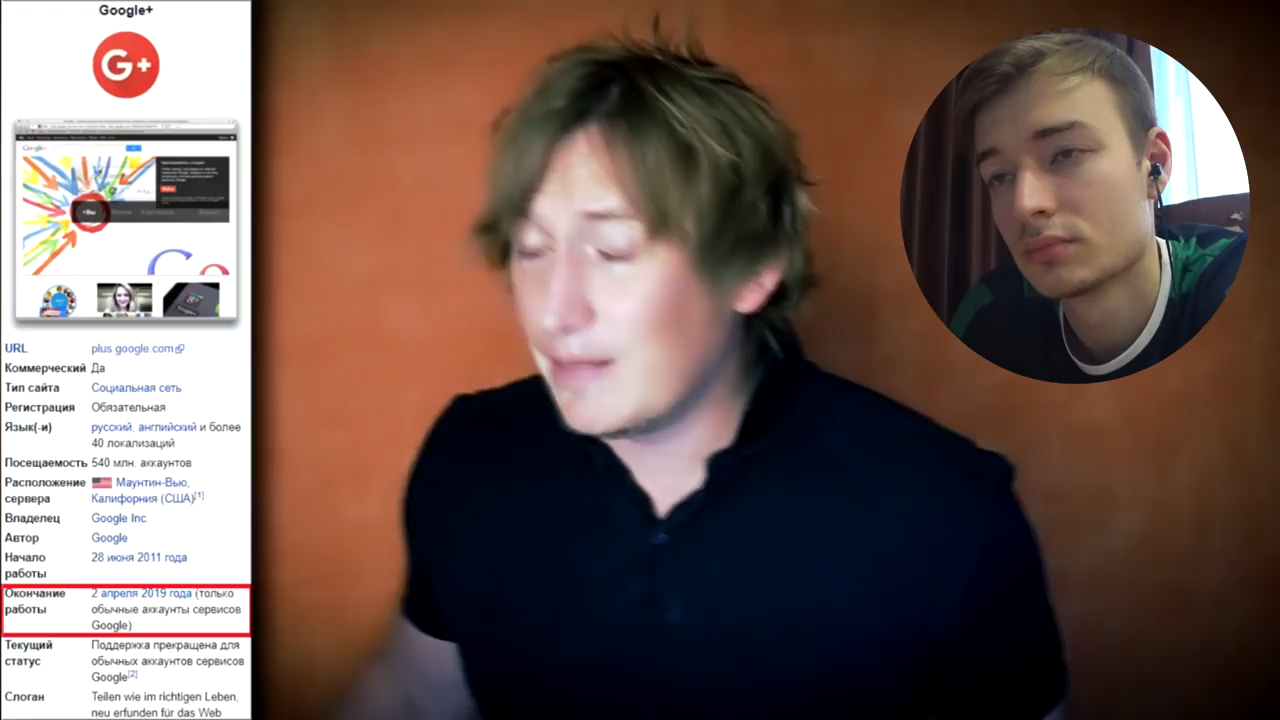 Google+
G+
URL plus.google.com
Коммерческий Да
Тип сайта Социальная сеть
Регистрация Обязательная
Язык(-и) русский, английский и более
40 локализаций
Посещаемость 540 млн. аккаунтов
Расположение Маунтин-Вью,
сервера Калифорния (США)[1]
Владелец Google Inc.
Автор Google
Начало 28 июня 2011 года
работы
Окончание 2 апреля 2019 года (только
работы обычные аккаунты сервисов
Google)
Текущий Поддержка прекращена для
статус обычных аккаунтов сервисов
Google[2]
Слоган Teilen wie im richtigen Leben,
neu erfunden für das Web